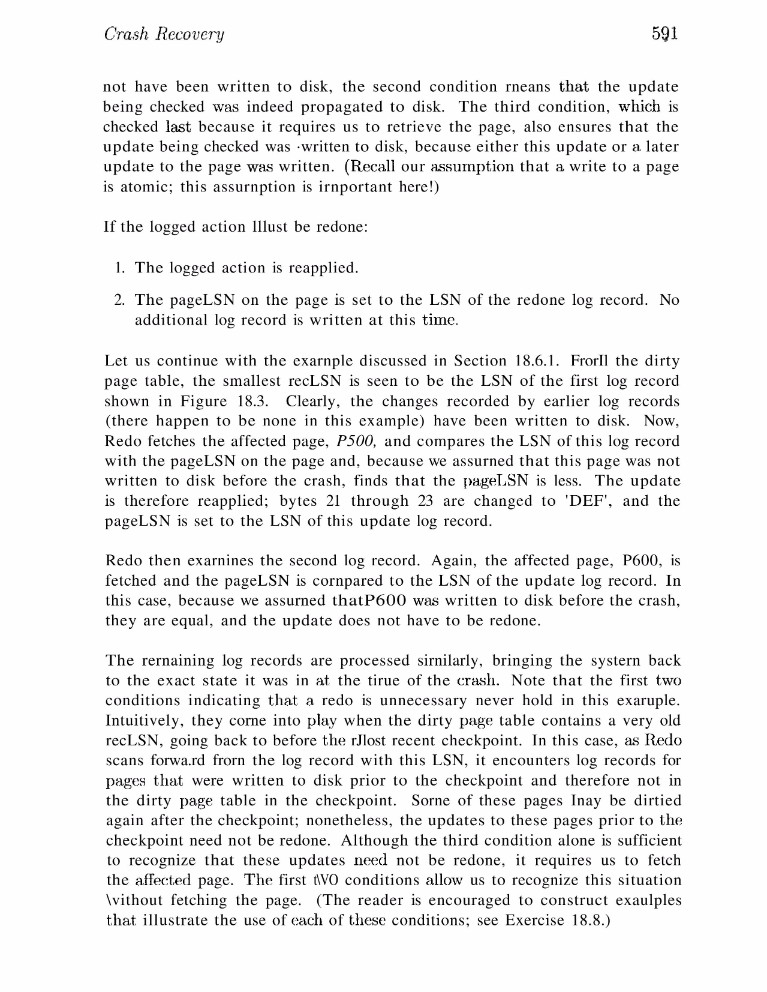 Crash Recovery 591
not have been written to disk, the second condition rneans that the update
being checked was indeed propagated to disk. The third condition, which is
checked last because it requires us to retrieve the page, also ensures that the
update being checked was ·written to disk, because either this update or a later
update to the page was written. (Recall our assumption that a write to a page
is atomic; this assurnption is irnportant here!)
If the logged action lllust be redone:
1. The logged action is reapplied.
2. The pageLSN on the page is set to the LSN of the redone log record. No
additional log record is written at this time.
Let us continue with the exarnple discussed in Section 18.6.1. Frorll the dirty
page table, the smallest recLSN is seen to be the LSN of the first log record
shown in Figure 18.3. Clearly, the changes recorded by earlier log records
(there happen to be none in this example) have been written to disk. Now,
Redo fetches the affected page, P500, and compares the LSN of this log record
with the pageLSN on the page and, because we assurned that this page was not
written to disk before the crash, finds that the pageLSN is less. The update
is therefore reapplied; bytes 21 through 23 are changed to 'DEF', and the
pageLSN is set to the LSN of this update log record.
Redo then exarnines the second log record. Again, the affected page, P600, is
fetched and the pageLSN is cornpared to the LSN of the update log record. In
this case, because we assurned thatP600 was written to disk before the crash,
they are equal, and the update does not have to be redone.
The rernaining log records are processed sirnilarly, bringing the systern back
to the exact state it was in at the tirue of the crash. Note that the first two
conditions indicating that a redo is unnecessary never hold in this exaruple.
Intuitively, they come into play when the dirty page table contains a very old
recLSN, going back to before the rJlost recent checkpoint. In this case, as Redo
scans forwa.rd frorn the log record with this LSN, it encounters log records for
pages that were written to disk prior to the checkpoint and therefore not in
the dirty page table in the checkpoint. Sorne of these pages Inay be dirtied
again after the checkpoint; nonetheless, the updates to these pages prior to the
checkpoint need not be redone. Although the third condition alone is sufficient
to recognize that these updates need not be redone, it requires us to fetch
the affected page. The first t\VO conditions allow us to recognize this situation
\vithout fetching the page. (The reader is encouraged to construct exaulples
that illustrate the use of each of these conditions; see Exercise 18.8.)